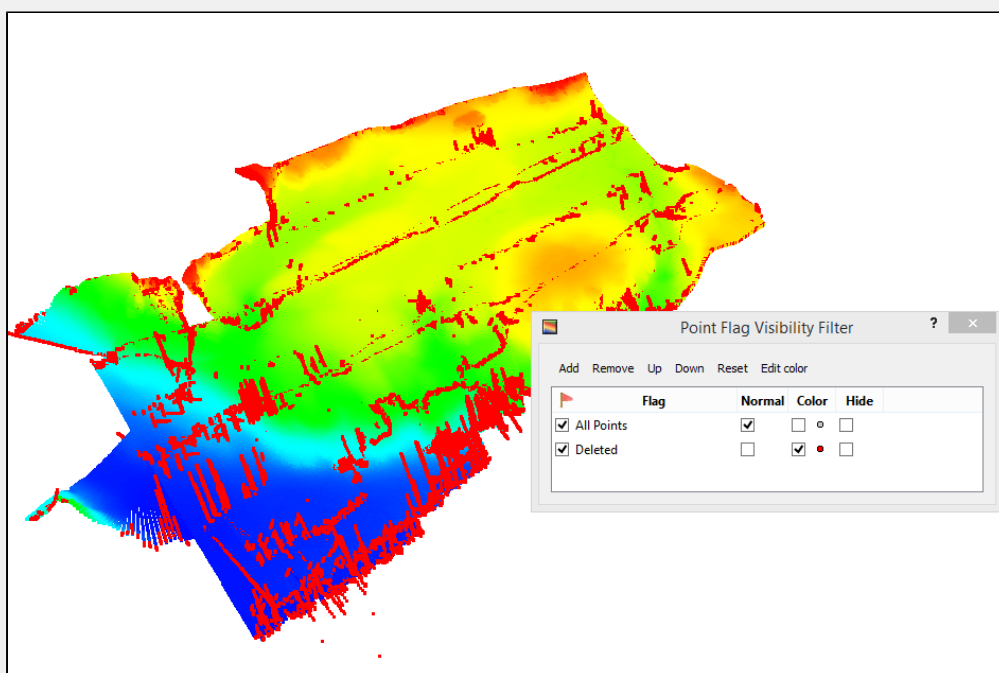 Point Flag Visibility Filter ? ×
Add Remove Up Down Reset Edit color
Flag Normal Color Hide
All Points
Deleted